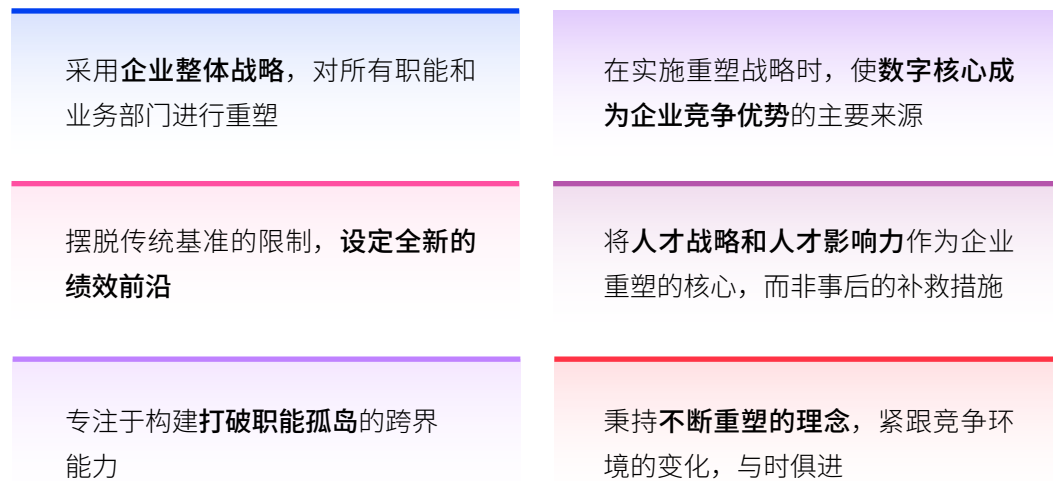 采用企业整体战略，对所有职能和
业务部门进行重塑
在实施重塑战略时，使数字核心成
为企业竞争优势的主要来源
摆脱传统基准的限制，设定全新的
绩效前沿
将人才战略和人才影响力作为企业
重塑的核心，而非事后的补救措施
专注于构建打破职能孤岛的跨界
能力
秉持不断重塑的理念，紧跟竞争环
境的变化，与时俱进